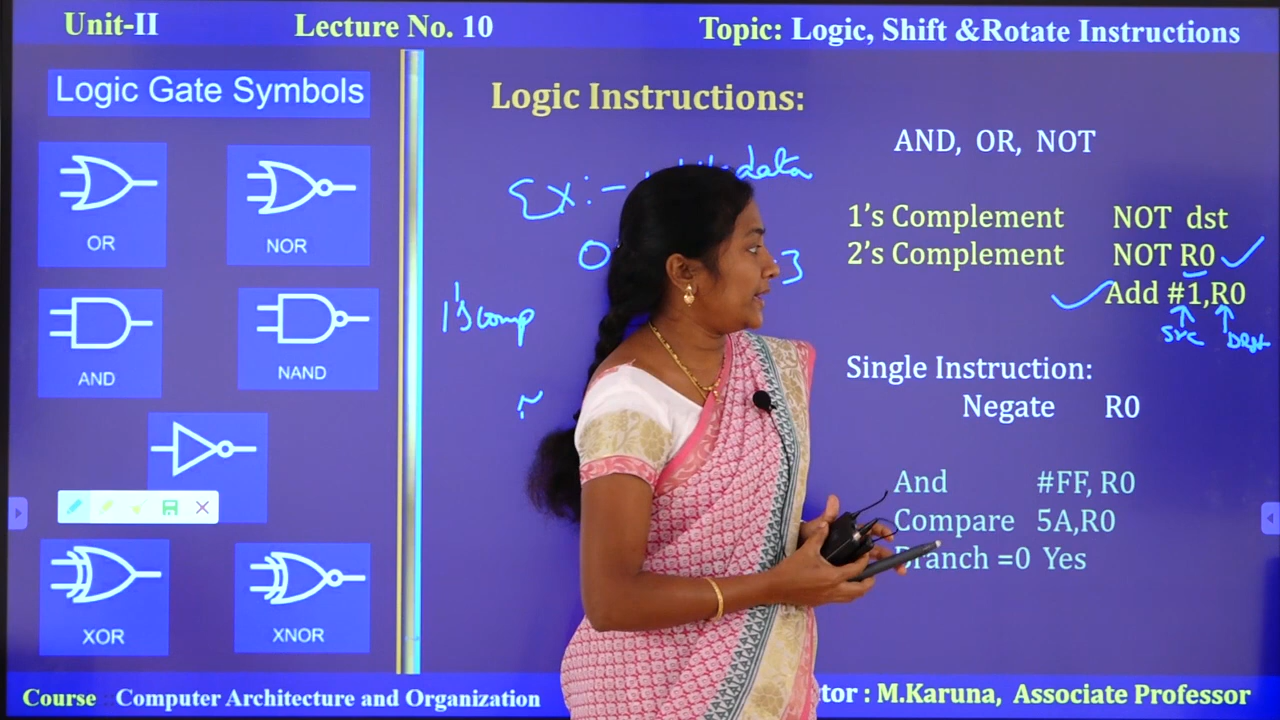 Unit-II
Lecture No. 10
Topic: Logic, Shift &Rotate Instructions
Logic Gate Symbols
OR
NOR
AND
NAND
XOR
XNOR
Logic Instructions:
Ex:- data
0 3
1's comp
AND, OR, NOT
1's Complement NOT dst
2's Complement NOT R0
Add #1,R0
src
Single Instruction:
Negate R0
And #FF, R0
Compare 5A,R0
Branch =0 Yes
Course : Computer Architecture and Organization
tor : M.Karuna, Associate Professor